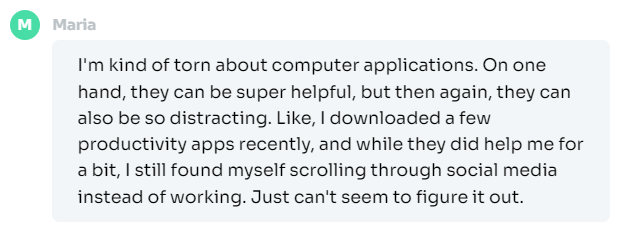 M Maria
I'm kind of torn about computer applications. On one
hand, they can be super helpful, but then again, they can
also be so distracting. Like, I downloaded a few
productivity apps recently, and while they did help me for
a bit, I still found myself scrolling through social media
instead of working. Just can't seem to figure it out.